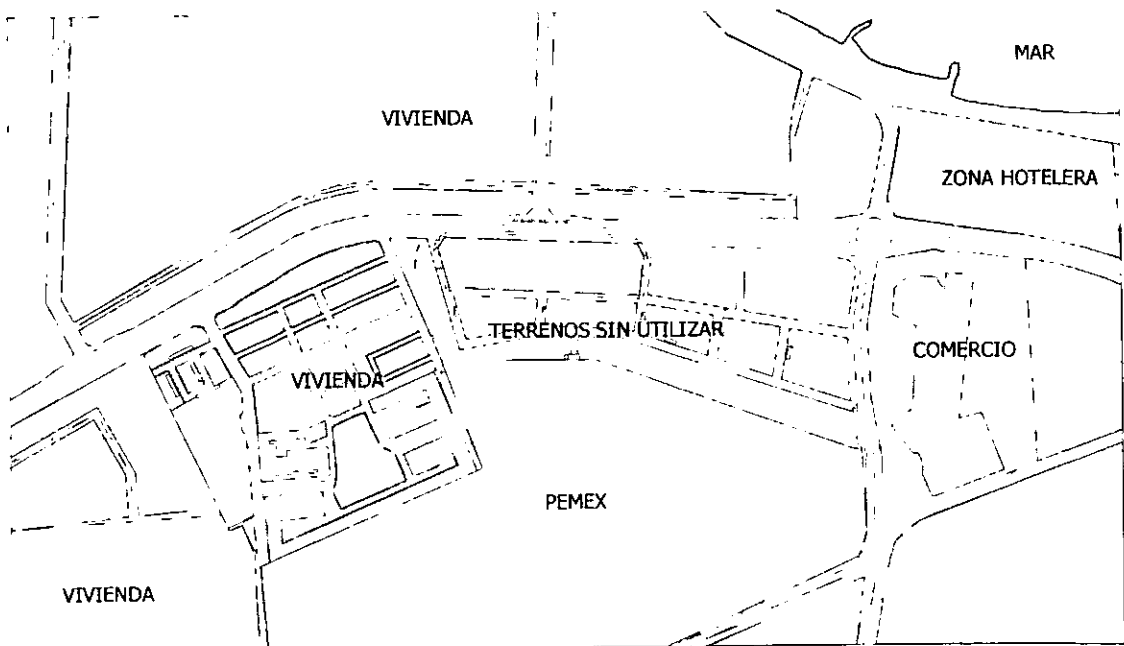 MAR
VIVIENDA
ZONA HOTELERA
TERRENOS SIN UTILIZAR
COMERCIO
VIVIENDA
PEMEX
VIVIENDA